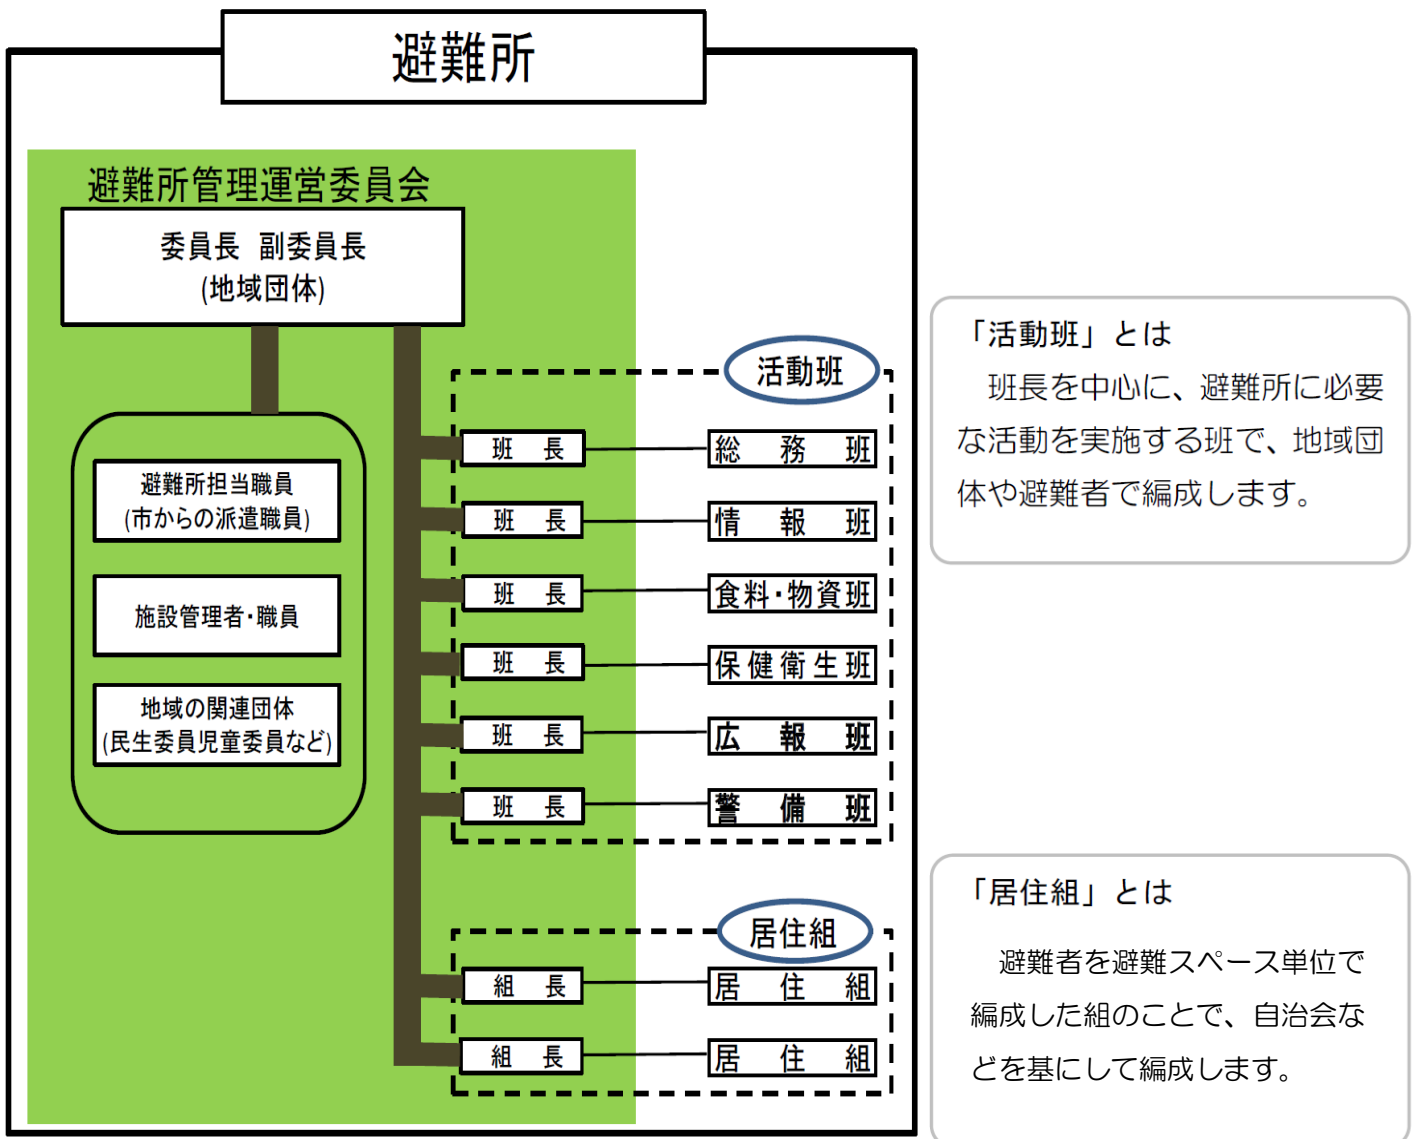 避難所
避難所管理運営委員会
委員長 副委員長
(地域団体)
避難所担当職員
(市からの派遣職員)
施設管理者・職員
地域の関連団体
(民生委員児童委員など)
活動班
班 長 総 務 班
班 長 情 報 班
班 長 食料・物資班
班 長 保健衛生班
班 長 広 報 班
班 長 警 備 班
居住組
組 長 居 住 組
組 長 居 住 組
「活動班」とは
班長を中心に、避難所に必要
な活動を実施する班で、地域団
体や避難者で編成します。
「居住組」とは
避難者を避難スペース単位で
編成した組のことで、自治会な
どを基にして編成します。